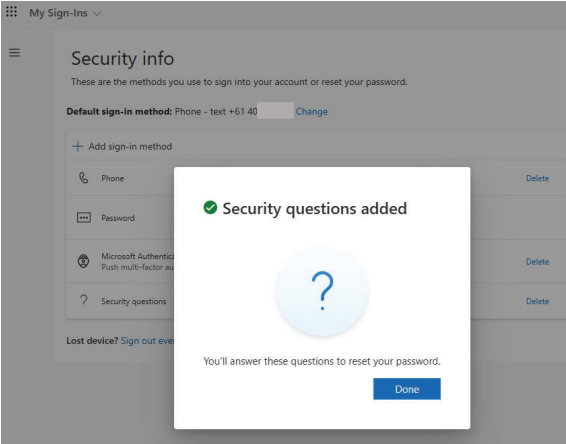 My Sign-Ins
Security info
These are the methods you use to sign into your account or reset your password.
Default sign-in method: Phone - text +61 40 Change
Add sign-in method
Phone Delete
Password
Microsoft Authentica
Push multi-factor au Delete
Security questions Delete
Lost device? Sign out eve
Security questions added
?
You'll answer these questions to reset your password.
Done